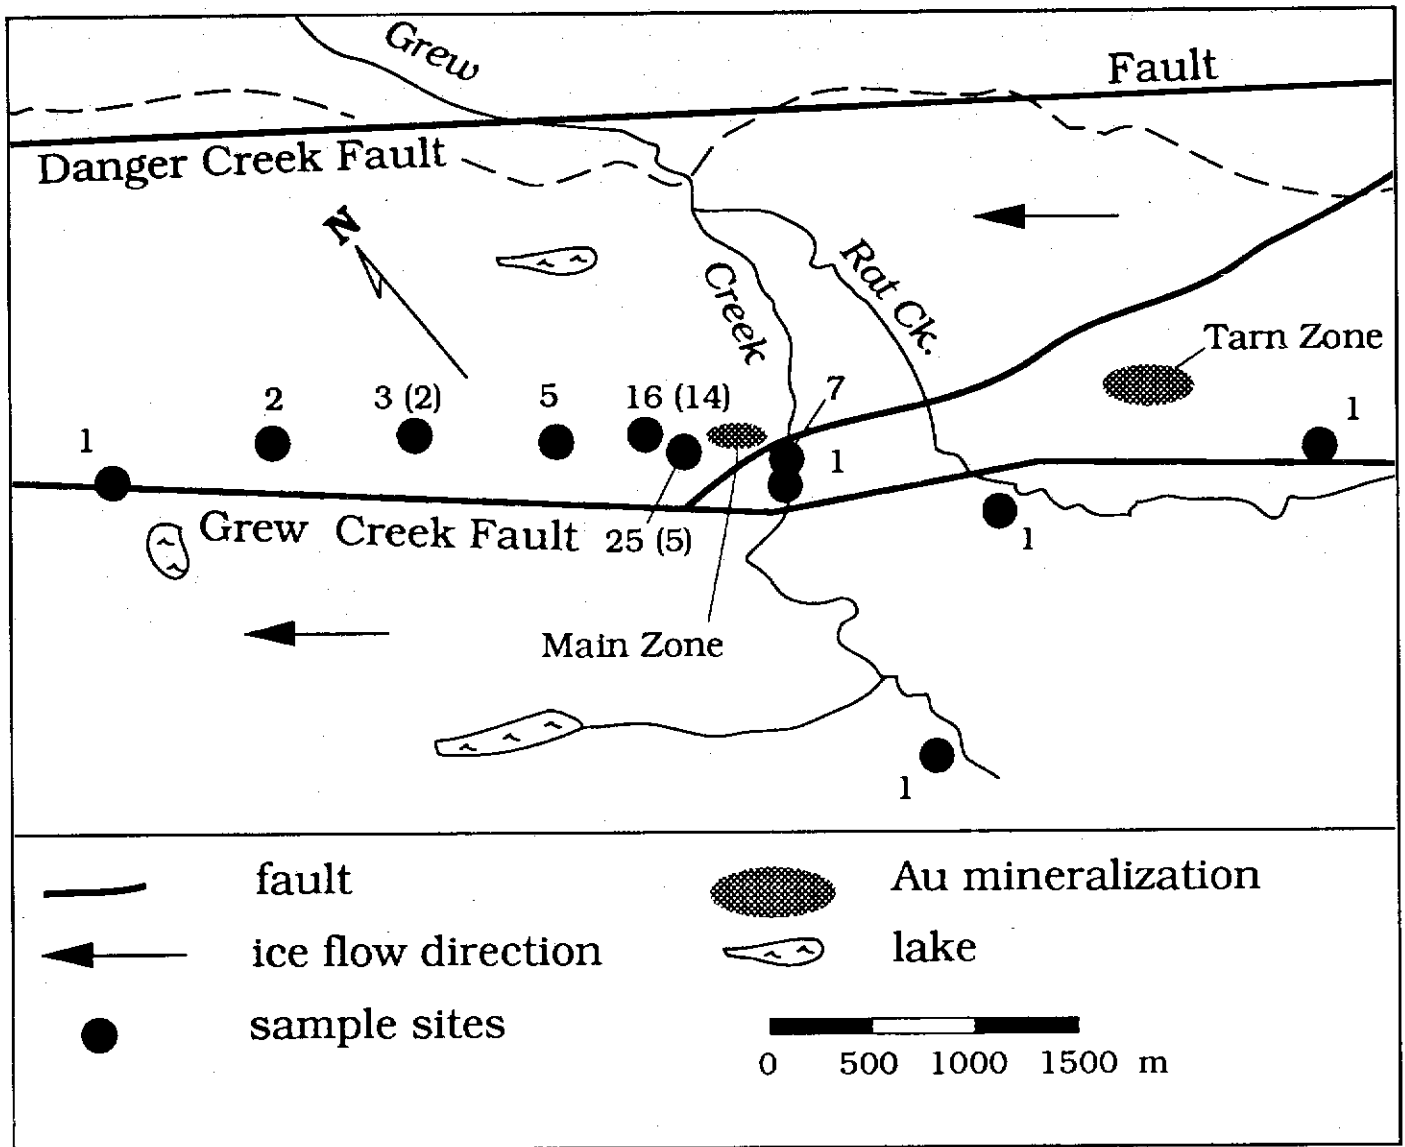 Grew
Fault
Danger Creek Fault
N
Creek
Rat Ck.
Tarn Zone
1
2
3 (2)
5
16 (14)
7
1
1
Grew Creek Fault
25 (5)
1
Main Zone
1
fault
Au mineralization
ice flow direction
lake
sample sites
0 500 1000 1500 m